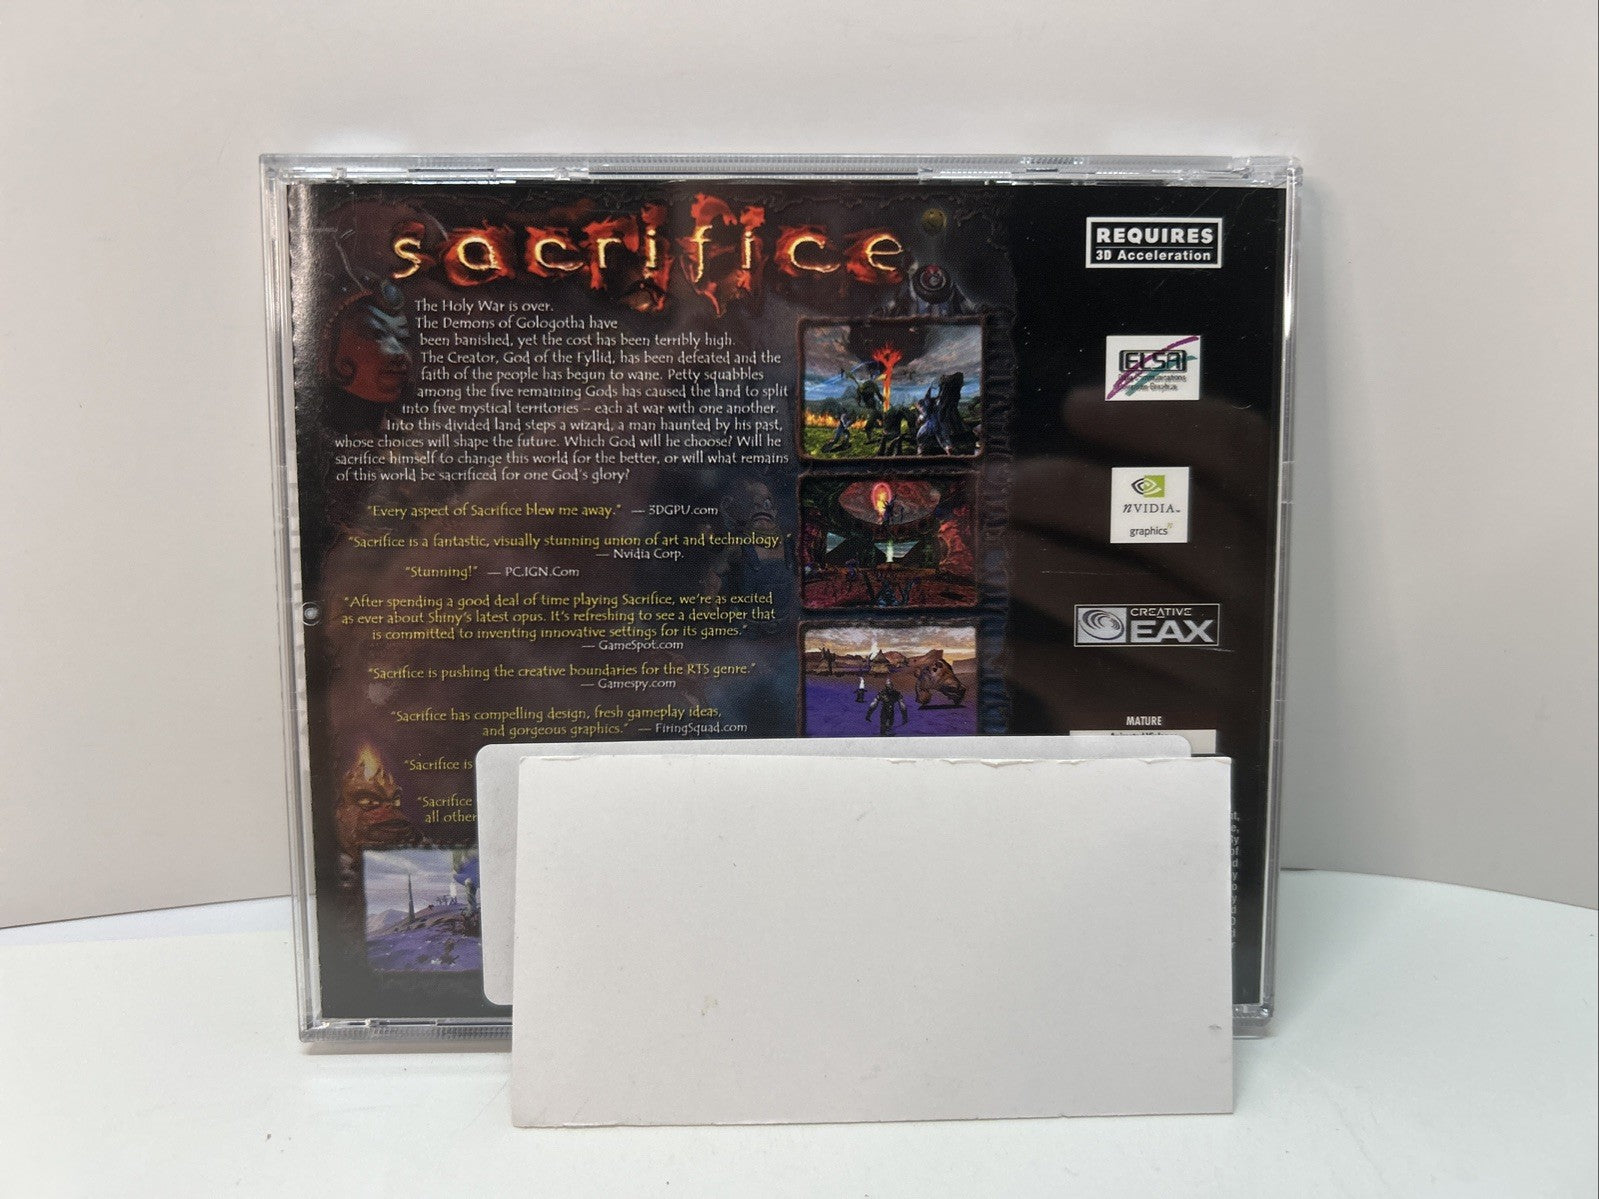 sacrifice
The Holy War is over.
The Demons of Gologotha have
been banished, yet the cost has been terribly high.
The Creator, God of the Fyllid, has been defeated and the
faith of the people has begun to wane. Petty squabbles
among the five remaining Gods has caused the land to split
into five mystical territories – each at war with one another.
Into this divided land steps a wizard, a man haunted by his past,
whose choices will shape the future. Which God will he choose? Will he
sacrifice himself to change this world for the better, or will what remains
of this world be sacrificed for one God's glory?
"Every aspect of Sacrifice blew me away." — 3DGPU.com
"Sacrifice is a fantastic, visually stunning union of art and technology."
— Nvidia Corp.
"Stunning!" — PC.IGN.Com
"After spending a good deal of time playing Sacrifice, we're as excited
as ever about Shiny's latest opus. It's refreshing to see a developer that
is committed to inventing innovative settings for its games."
— GameSpot.com
"Sacrifice is pushing the creative boundaries for the RTS genre."
— Gamespy.com
"Sacrifice has compelling design, fresh gameplay ideas,
and gorgeous graphics." — FiringSquad.com
"Sacrifice is
"Sacrifice
all other
REQUIRES
3D Acceleration
ELSA
nVIDIA™
graphics
CREATIVE
EAX
MATURE